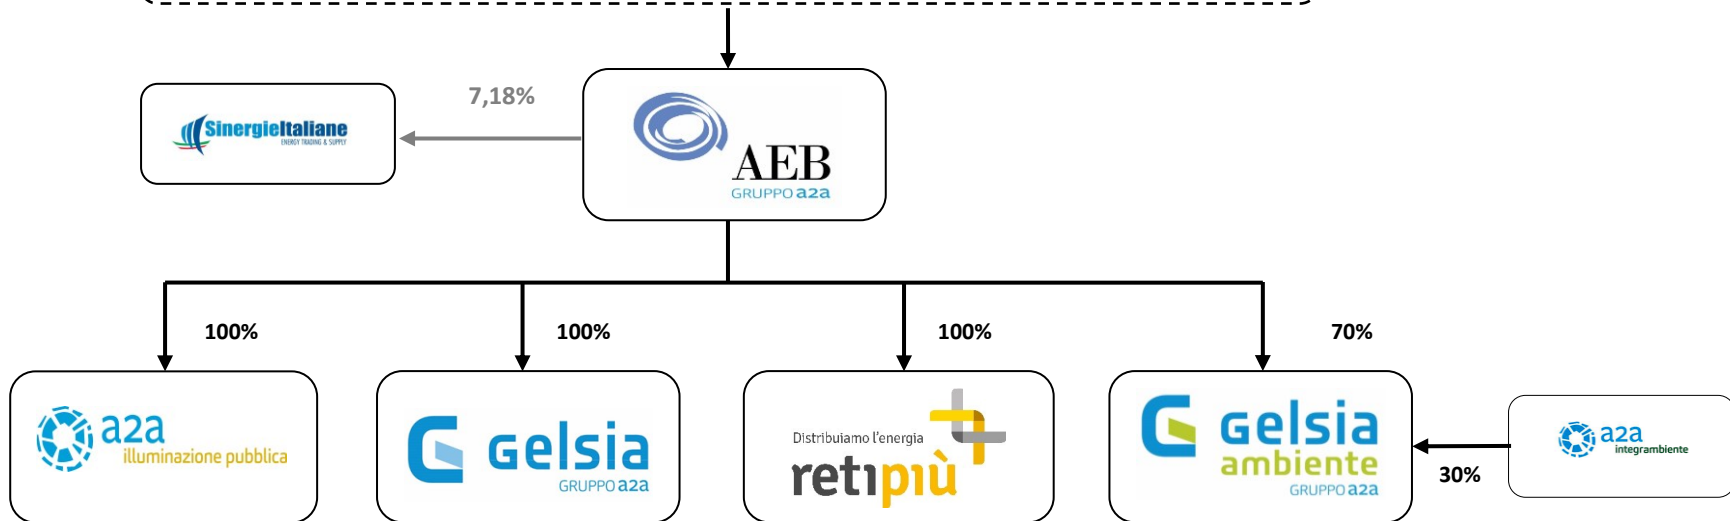 7,18%
SinergieItaliane
ENERGY TRADING & SUPPLY
AEB
GRUPPO a2a
100%
100%
100%
70%
a2a
illuminazione pubblica
Gelsia
GRUPPO a2a
Distribuiamo l'energia
retipiù
Gelsia
ambiente
GRUPPO a2a
30%
a2a
integrambiente